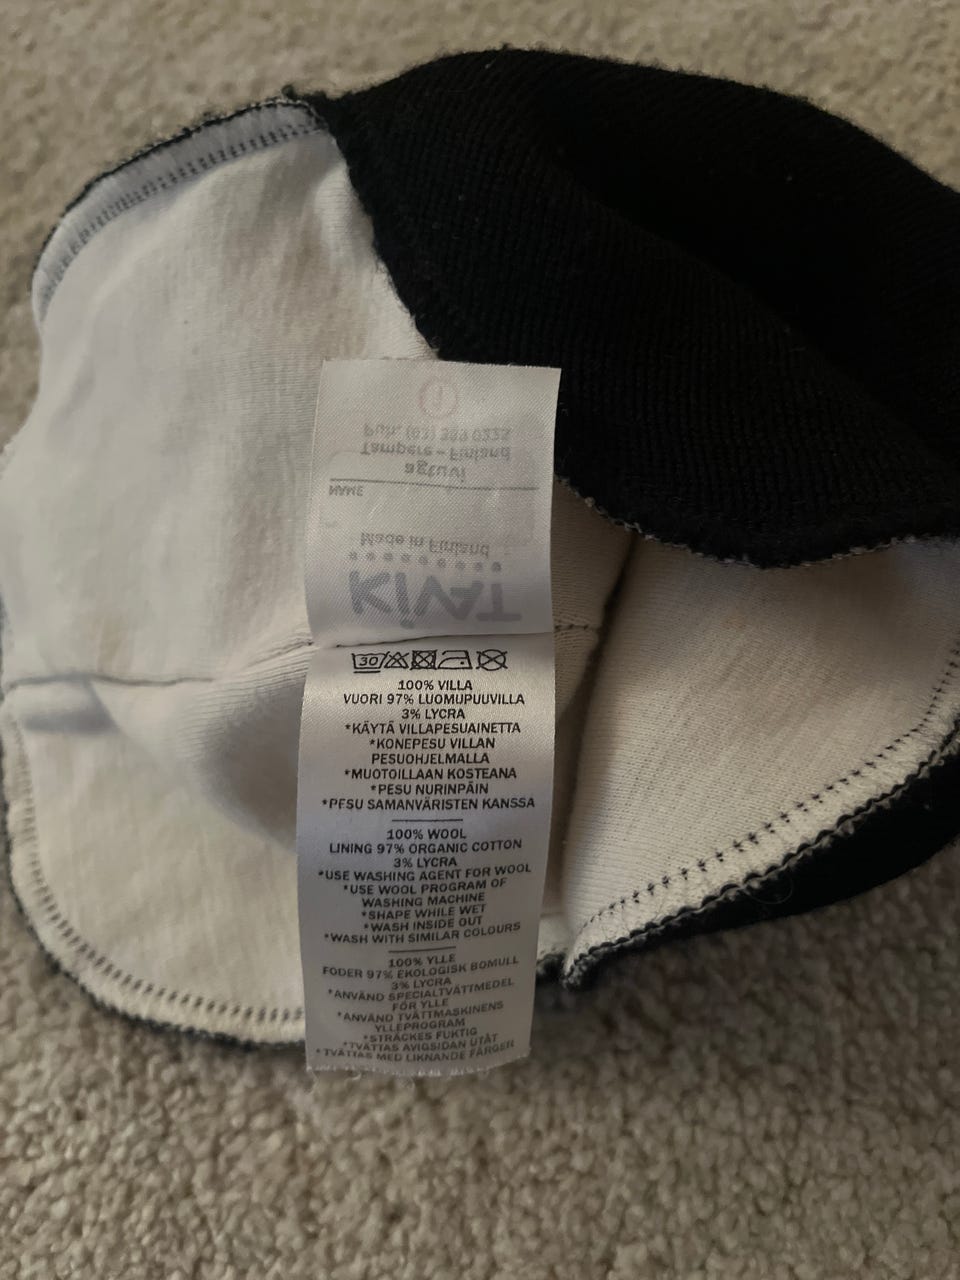 KIVAT
Made in Finland
NAME
Tampere – Finland
30
100% VILLA
VUORI 97% LUOMUPUUVILLA
3% LYCRA
*KÄYTÄ VILLAPESUAINETTA
*KONEPESU VILLAN
PESUOHJELMALLA
*MUOTOILLAAN KOSTEANA
*PESU NURINPÄIN
*PESU SAMANVÄRISTEN KANSSA
100% WOOL
LINING 97% ORGANIC COTTON
3% LYCRA
*USE WASHING AGENT FOR WOOL
*USE WOOL PROGRAM OF
WASHING MACHINE
*SHAPE WHILE WET
*WASH INSIDE OUT
*WASH WITH SIMILAR COLOURS
100% YLLE
FODER 97% EKOLOGISK BOMULL
3% LYCRA
*ANVÄND SPECIALTVÄTTMEDEL
FÖR YLLE
*ANVÄND TVÄTTMASKINENS
YLLEPROGRAM
*STRÄCKES FUKTIG
*TVÄTTAS AVIGSIDAN UTÅT
*TVÄTTAS MED LIKNANDE FÄRGER